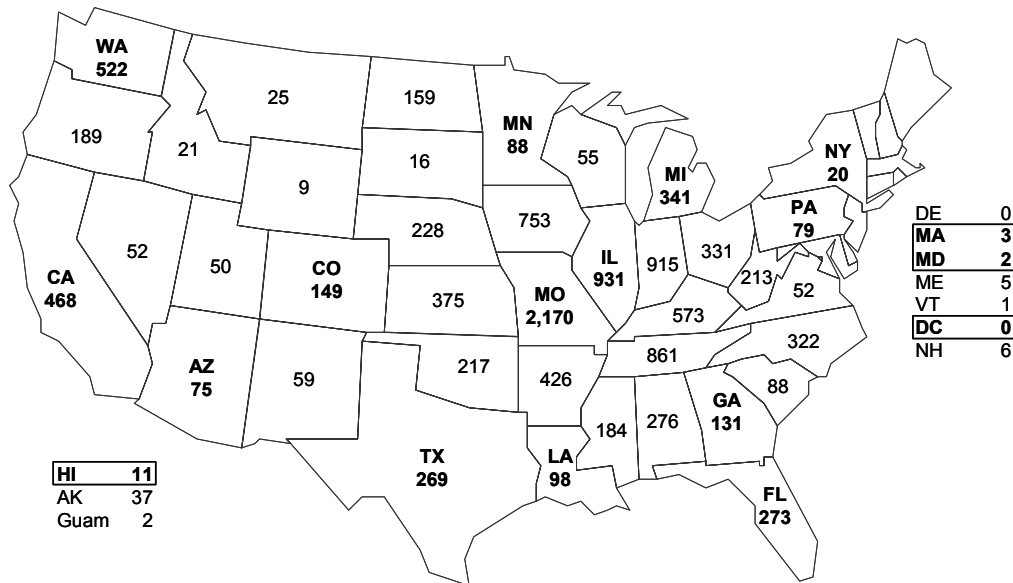 WA
522
25
159
MN
88
189
21
16
55
NY
20
9
MI
341
PA
79
DE 0
MA 3
MD 2
ME 5
VT 1
DC 0
NH 6
228
753
52
50
CO
149
IL
931
915
331
213
52
CA
468
375
MO
2,170
573
322
AZ
75
59
217
426
861
88
184
276
GA
131
TX
269
LA
98
FL
273
HI 11
AK 37
Guam 2